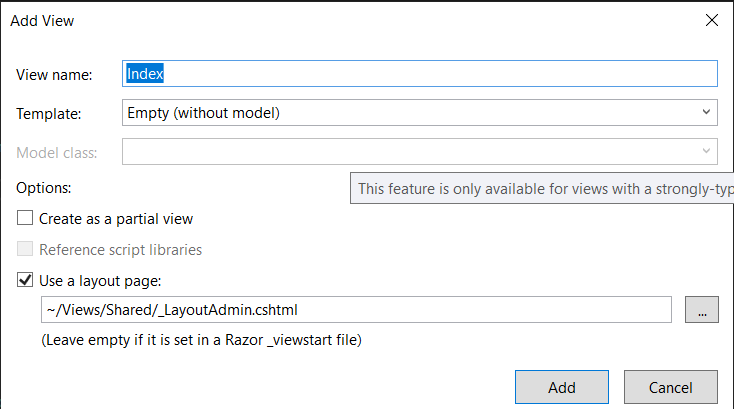 Add View
View name: Index
Template: Empty (without model)
Model class:
Options:
This feature is only available for views with a strongly-typ
Create as a partial view
Reference script libraries
Use a layout page:
~/Views/Shared/_LayoutAdmin.cshtml
...
(Leave empty if it is set in a Razor _viewstart file)
Add Cancel